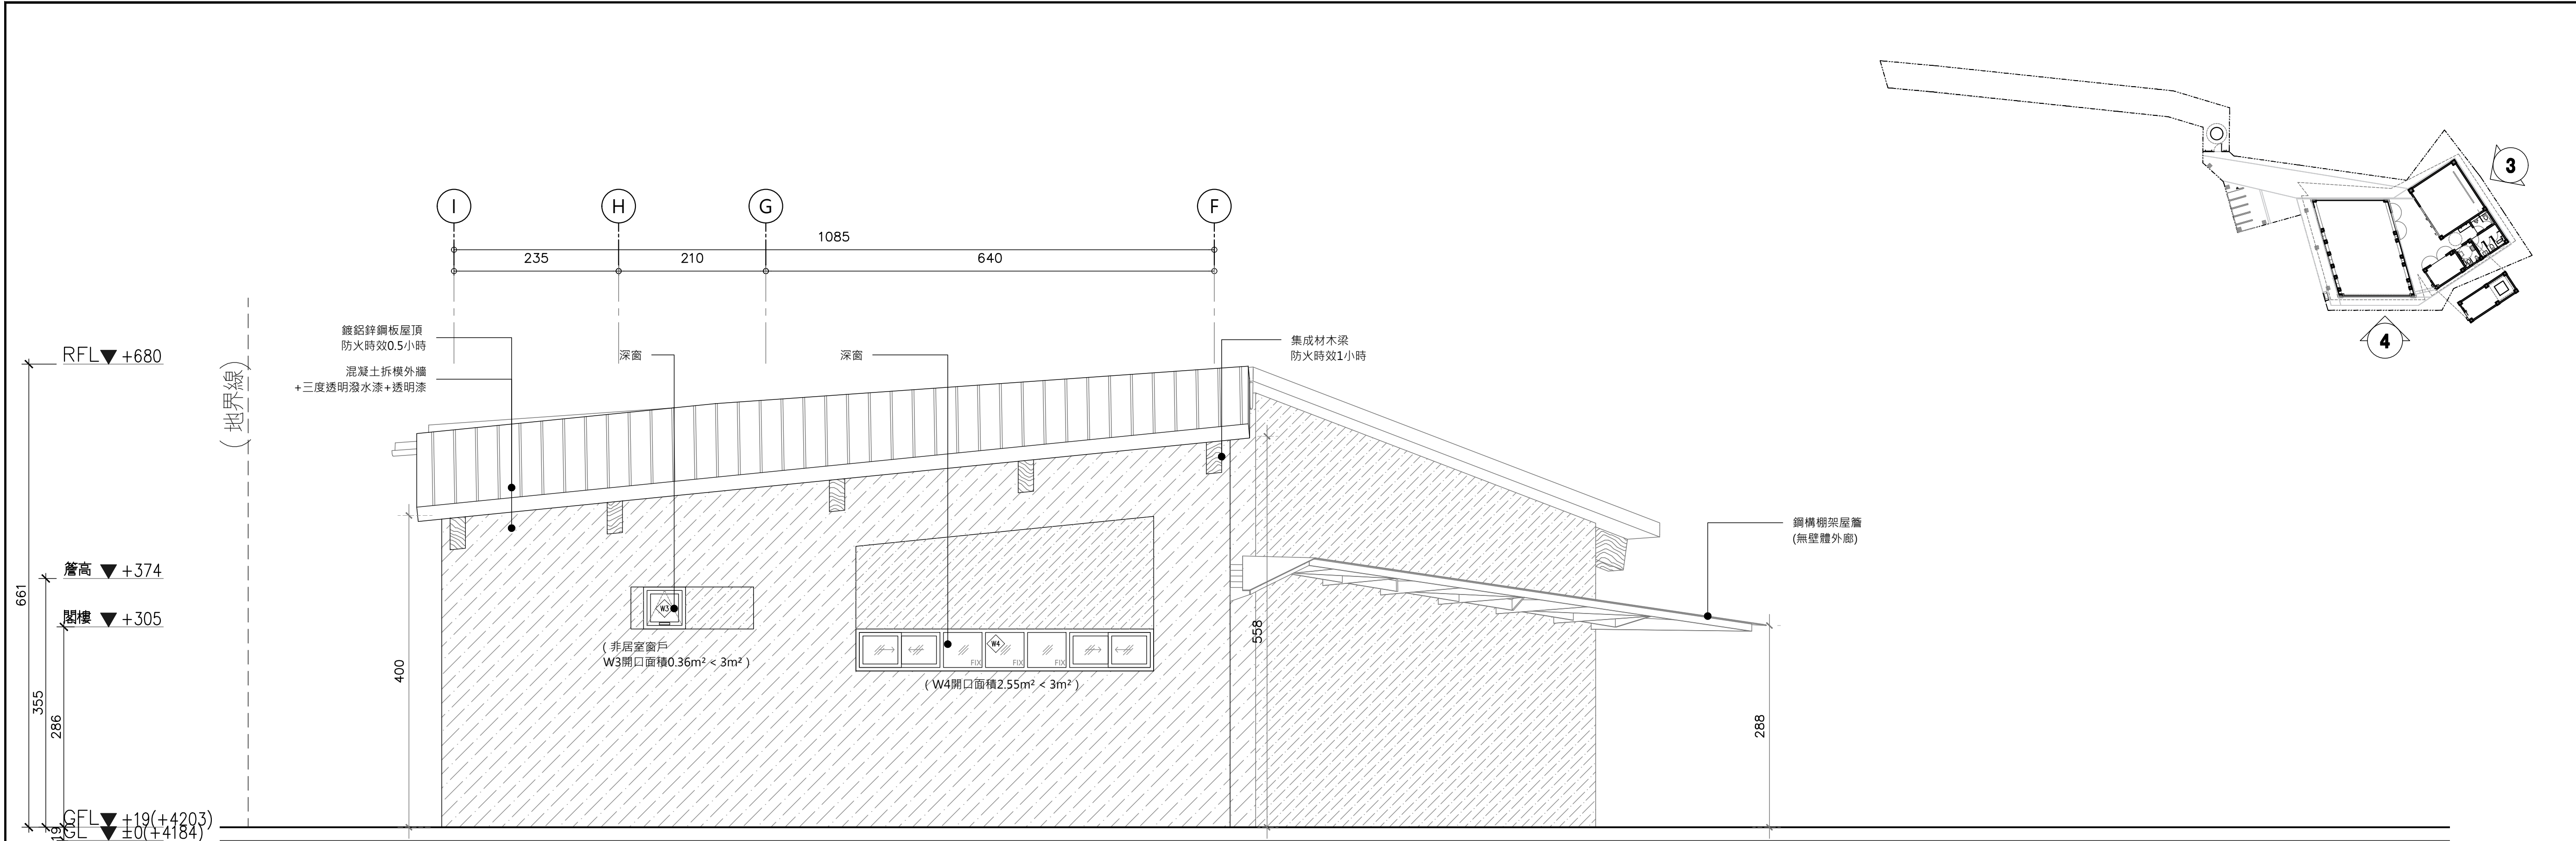 I
H
G
F
1085
235
210
640
3
4
鍍鋁鋅鋼板屋頂
防火時效0.5小時
混凝土拆模外牆
+三度透明潑水漆+透明漆
深窗
深窗
集成材木梁
防火時效1小時
(地界線)
RFL▼+680
簷高 ▼+374
閣樓 ▼+305
GFL▼+19(+4203)
GL ▼±0(+4184)
661
355
286
19
400
558
288
鋼構棚架屋簷
(無壁體外廊)
W3
( 非居室窗戶
W3開口面積0.36m² < 3m² )
FIX
W4
FIX
FIX
( W4開口面積2.55m² < 3m² )